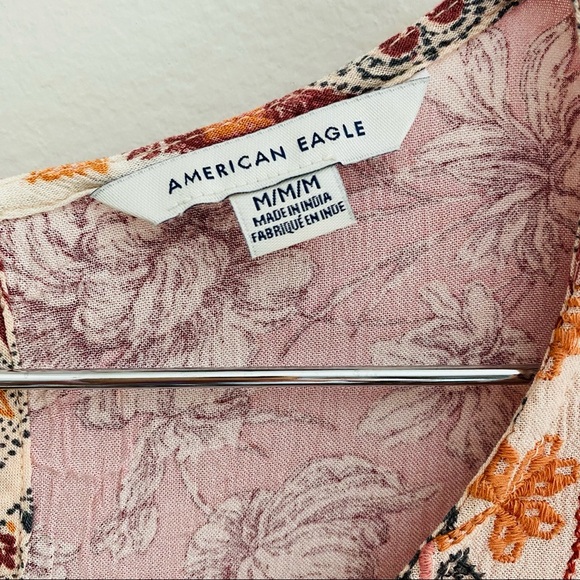 AMERICAN EAGLE
M/M/M
MADE IN INDIA
FABRIQUÉ EN INDE